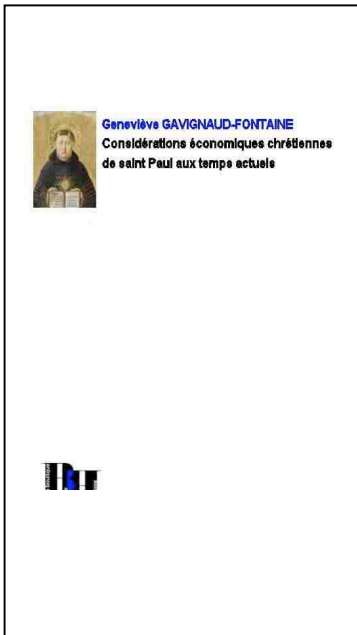 Geneviève GAVIGNAUD-FONTAINE
Considérations économiques chrétiennes
de saint Paul aux temps actuels